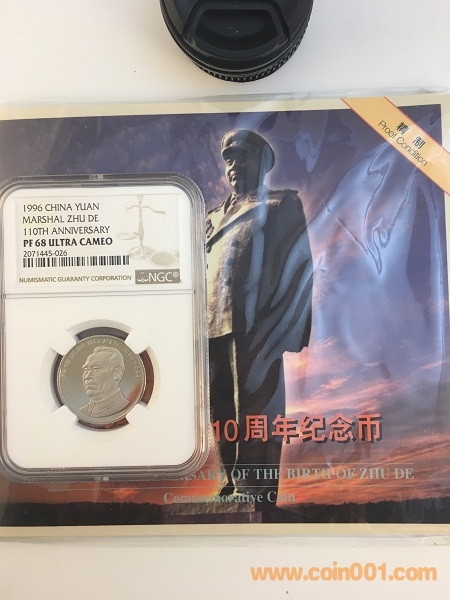 精制
Proof Condition
1996 CHINA YUAN
MARSHAL ZHU DE
110TH ANNIVERSARY
PF 68 ULTRA CAMEO
2071445-026
NUMISMATIC GUARANTY CORPORATION
NGC
10周年纪念币
OF THE BIRTH OF ZHU DE
Commemorative Coin
www.coin001.com